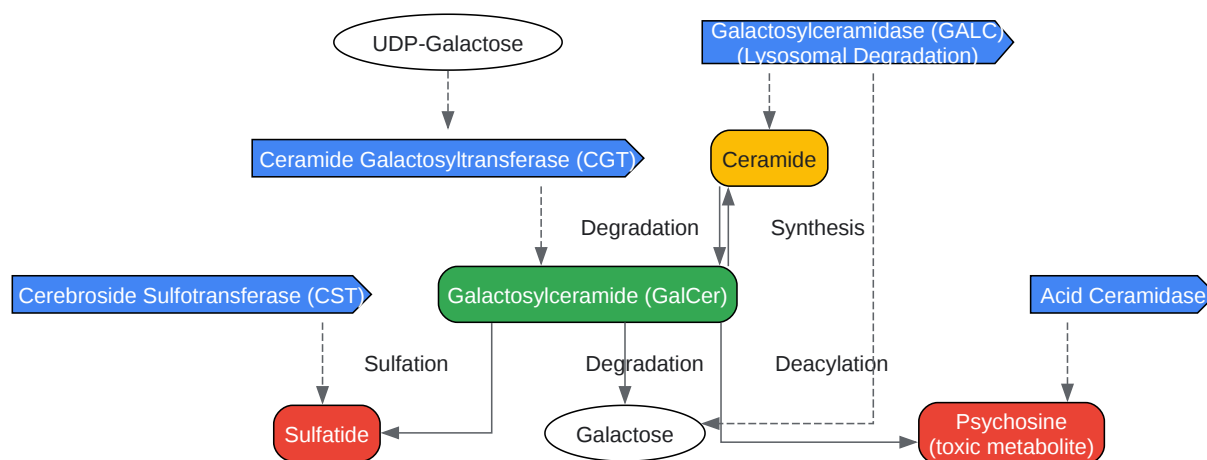 UDP-Galactose
Galactosylceramidase (GALC)
(Lysosomal Degradation)
Ceramide Galactosyltransferase (CGT)
Ceramide
Degradation
Synthesis
Cerebroside Sulfotransferase (CST)
Galactosylceramide (GalCer)
Acid Ceramidase
Sulfation
Degradation
Deacylation
Sulfatide
Galactose
Psychosine
(toxic metabolite)